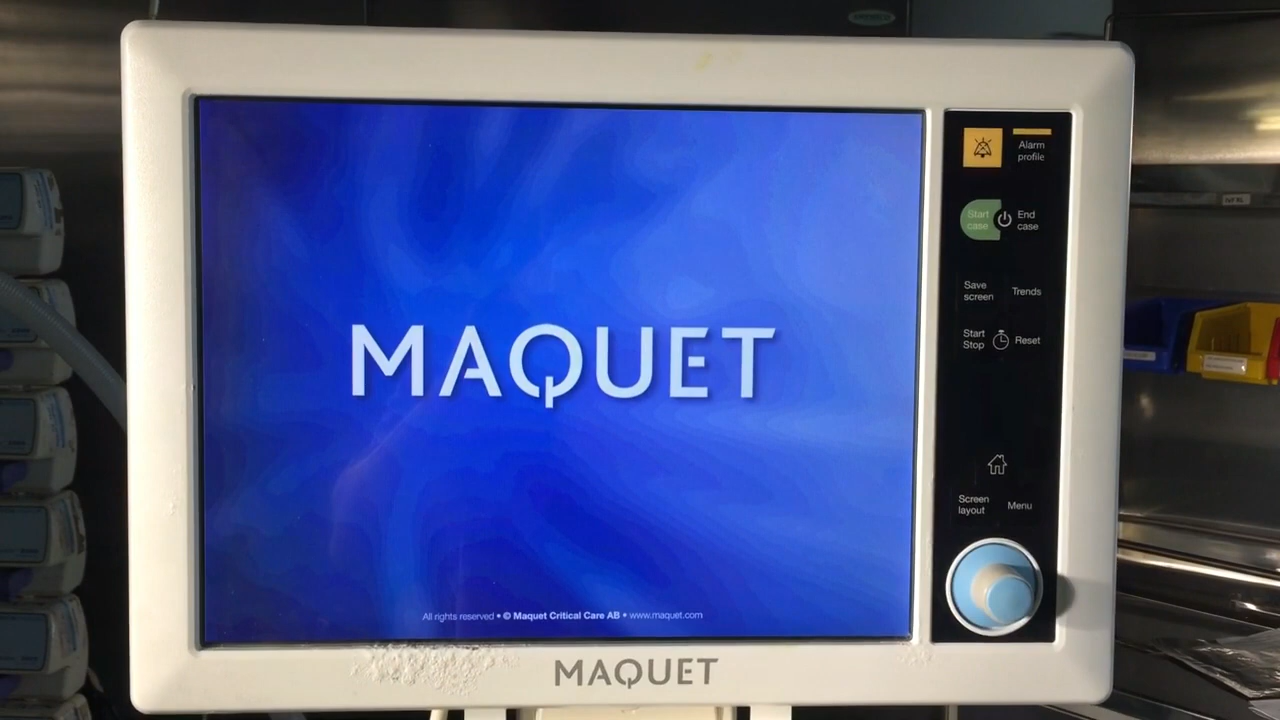 MAQUET
All rights reserved • © Maquet Critical Care AB • www.maquet.com
MAQUET
Alarm
profile
Start
case
End
case
Save
screen
Trends
Start
Stop
Reset
Screen
layout
Menu